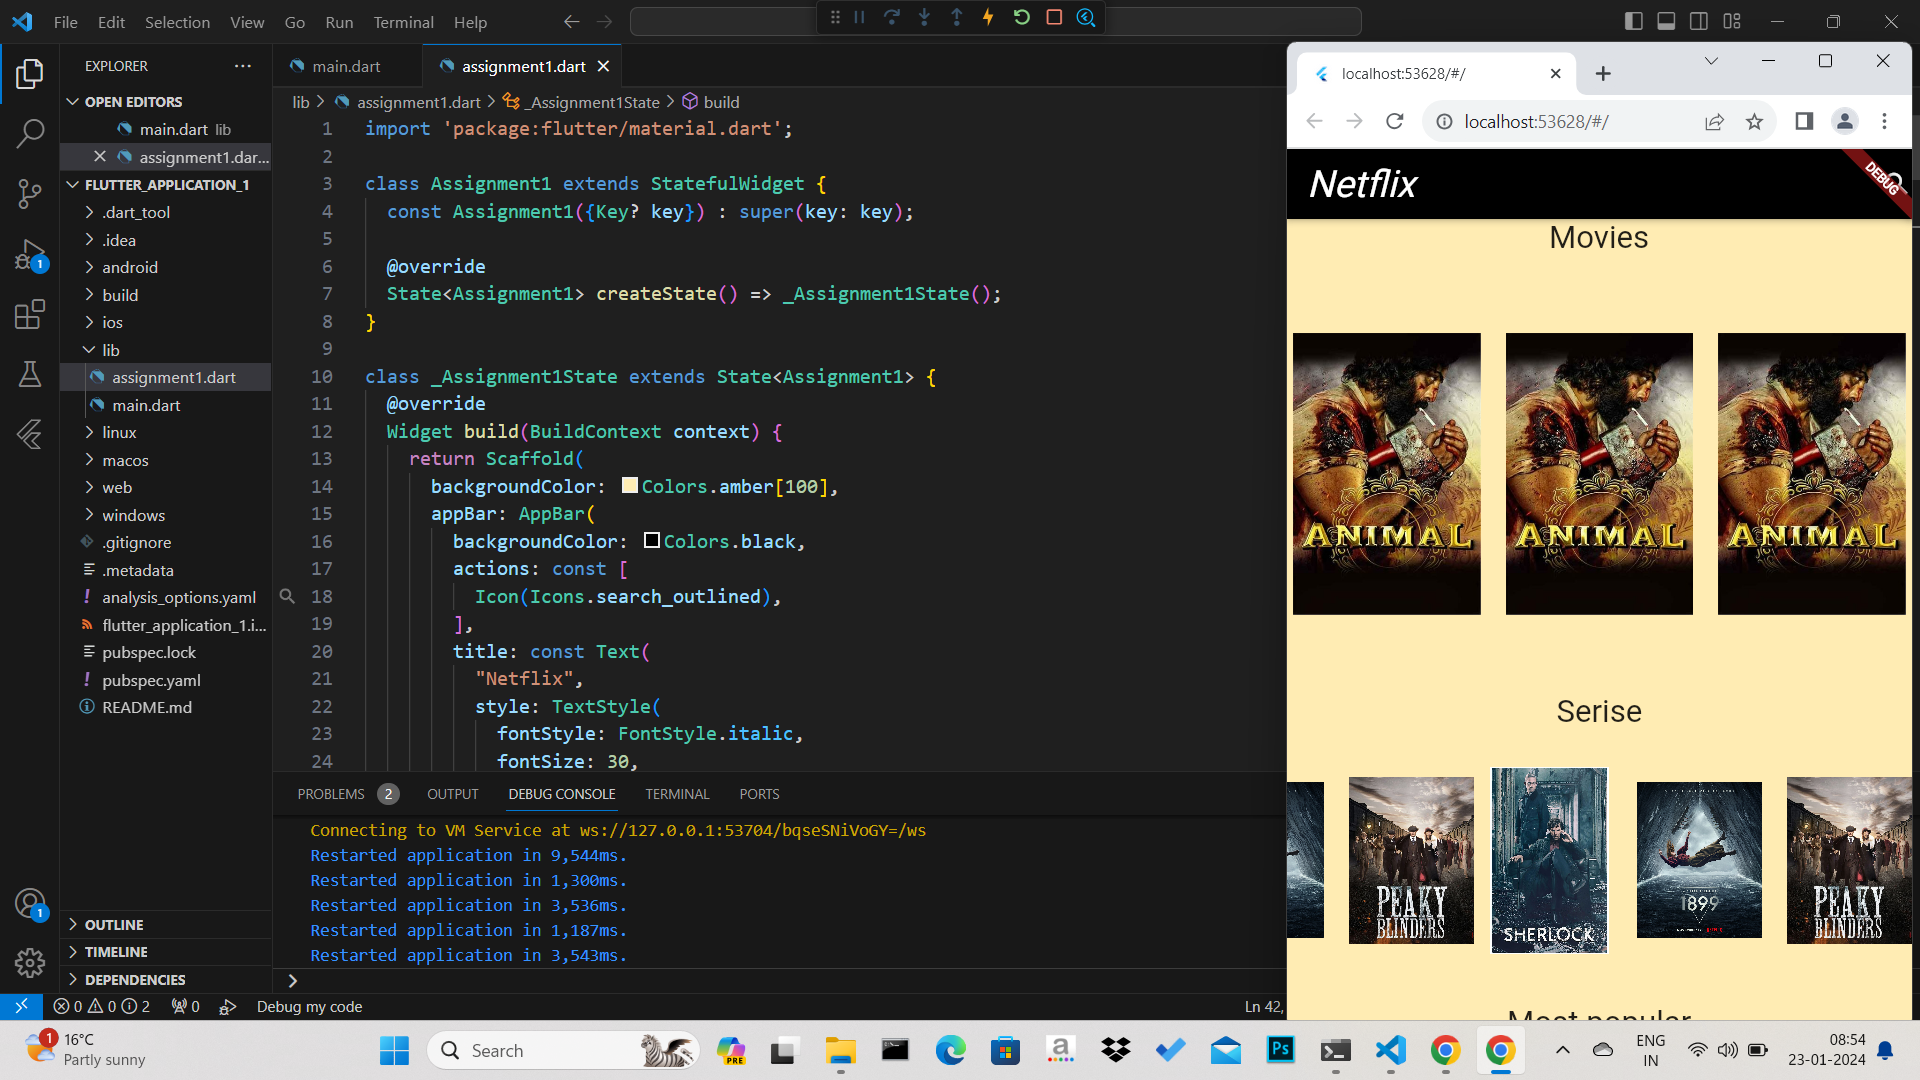 File Edit Selection View Go Run Terminal Help
EXPLORER
OPEN EDITORS
main.dart lib
assignment1.dar...
FLUTTER_APPLICATION_1
.dart_tool
.idea
android
build
ios
lib
assignment1.dart
main.dart
linux
macos
web
windows
.gitignore
.metadata
analysis_options.yaml
flutter_application_1.i...
pubspec.lock
pubspec.yaml
README.md
OUTLINE
TIMELINE
DEPENDENCIES
1
1
main.dart
assignment1.dart
lib > assignment1.dart > _Assignment1State > build
1 import 'package:flutter/material.dart';
2
3 class Assignment1 extends StatefulWidget {
4 const Assignment1({Key? key}) : super(key: key);
5
6 @override
7 State<Assignment1> createState() => _Assignment1State();
8 }
9
10 class _Assignment1State extends State<Assignment1> {
11 @override
12 Widget build(BuildContext context) {
13 return Scaffold(
14 backgroundColor: Colors.amber[100],
15 appBar: AppBar(
16 backgroundColor: Colors.black,
17 actions: const [
18 Icon(Icons.search_outlined),
19 ],
20 title: const Text(
21 "Netflix",
22 style: TextStyle(
23 fontStyle: FontStyle.italic,
24 fontSize: 30,
PROBLEMS 2 OUTPUT DEBUG CONSOLE TERMINAL PORTS
Connecting to VM Service at ws://127.0.0.1:53704/bqseSNiVoGY=/ws
Restarted application in 9,544ms.
Restarted application in 1,300ms.
Restarted application in 3,536ms.
Restarted application in 1,187ms.
Restarted application in 3,543ms.
0 0 2 0 Debug my code
Ln 42,
localhost:53628/#/
localhost:53628/#/
Netflix
DEBUG
Movies
ANIMAL
ANIMAL
ANIMAL
Serise
PEAKY BLINDERS
SHERLOCK
1899
PEAKY BLINDERS
Most popular
1
16°C
Partly sunny
Search
PRE
a
Ps
ENG
IN
08:54
23-01-2024